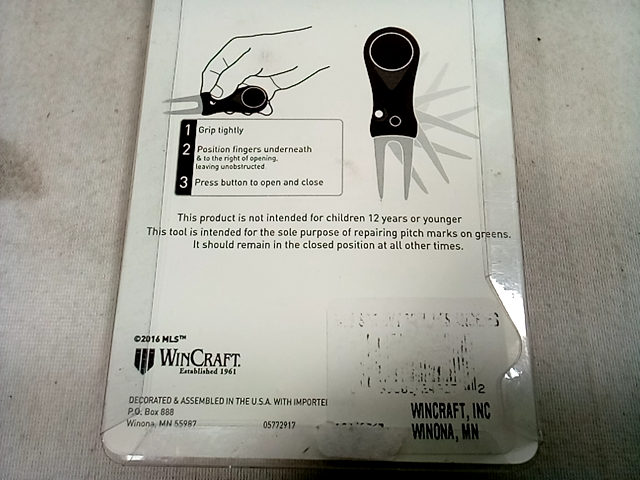 1 Grip tightly
2 Position fingers underneath
& to the right of opening,
leaving unobstructed
3 Press button to open and close
This product is not intended for children 12 years or younger
This tool is intended for the sole purpose of repairing pitch marks on greens.
It should remain in the closed position at all other times.
©2016 MLS™
WINCRAFT.
Established 1961
DECORATED & ASSEMBLED IN THE U.S.A. WITH IMPORTE
P.O. Box 888
Winona, MN 55987 05772917
2
WINCRAFT, INC
WINONA, MN